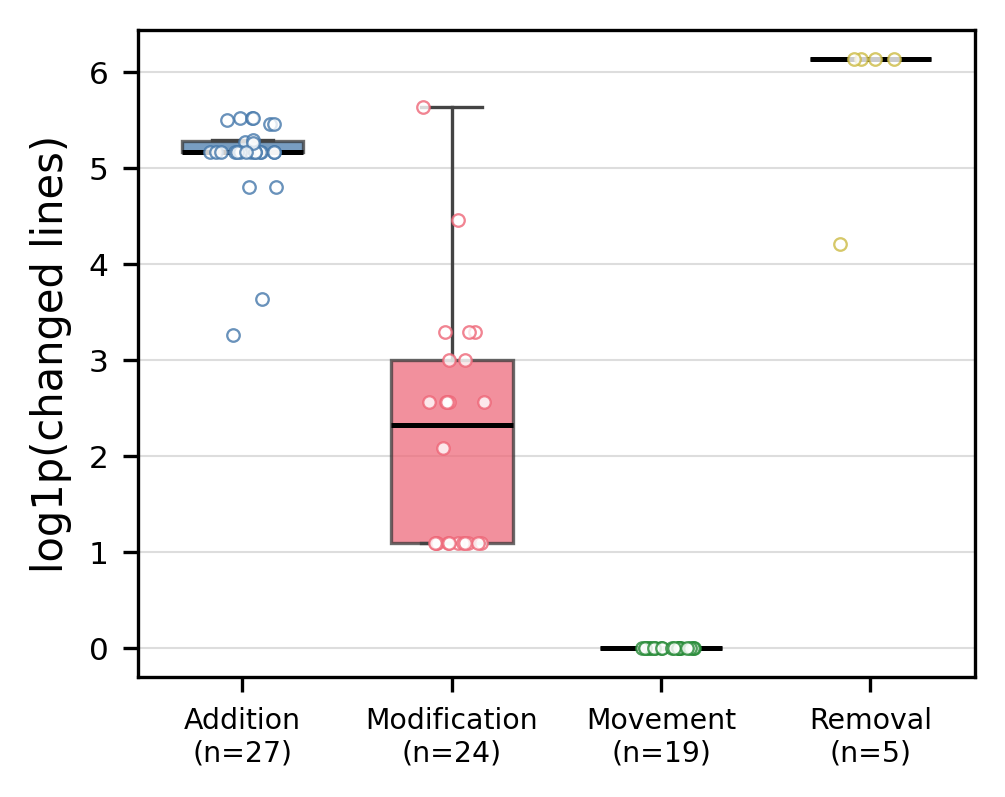 log1p(changed lines)
6
5
4
3
2
1
0
Addition
(n=27)
Modification
(n=24)
Movement
(n=19)
Removal
(n=5)